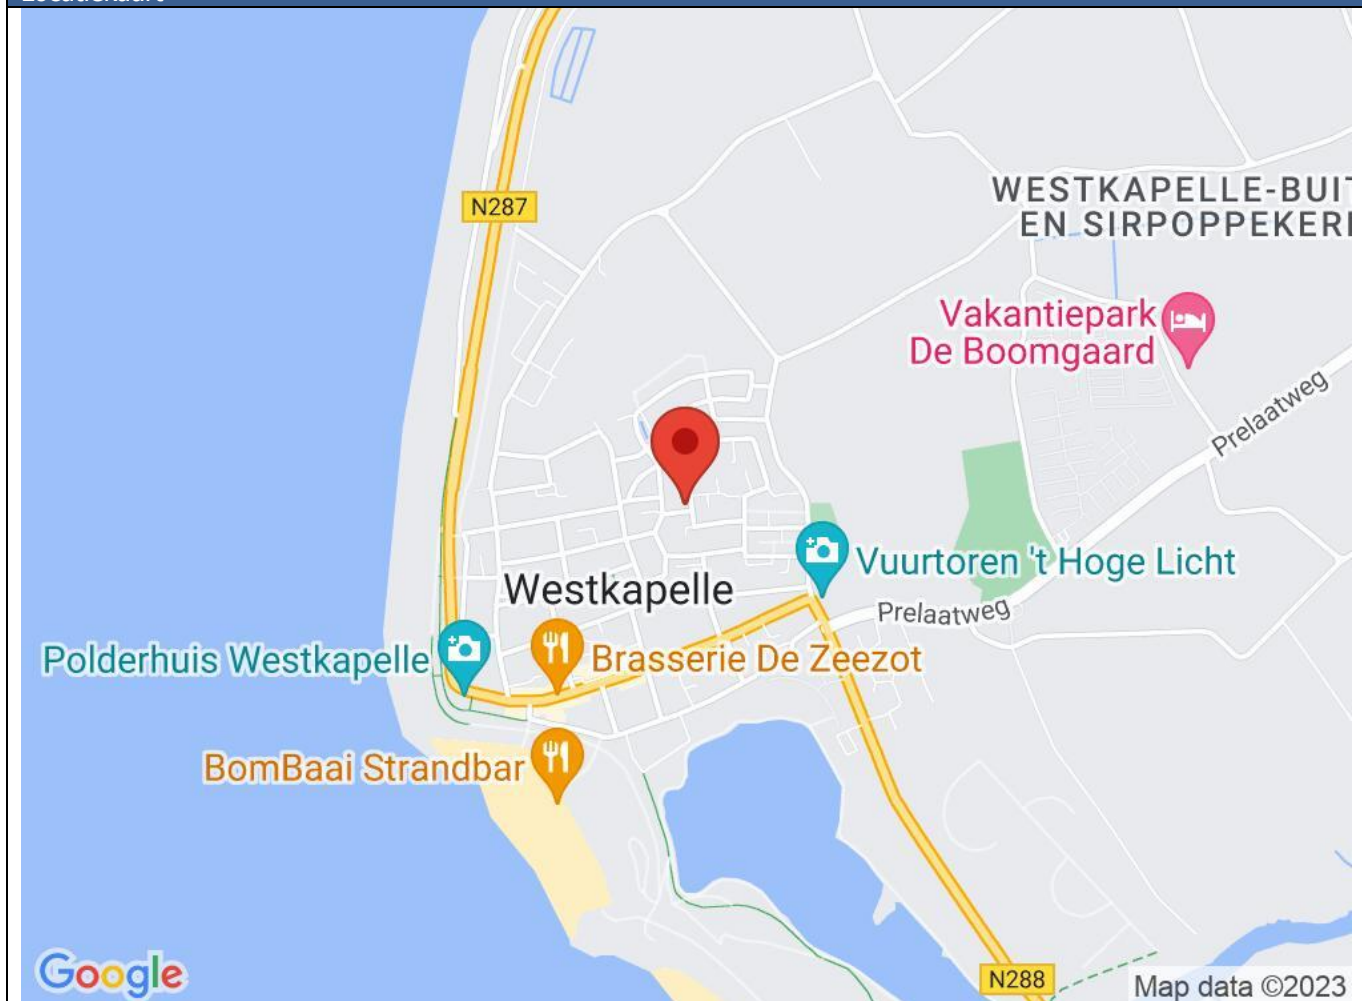 N287
WESTKAPELLE-BUIT
EN SIRPOPPEKER
Vakantiepark
De Boomgaard
Prelaatweg
Vuurtoren 't Hoge Licht
Westkapelle
Prelaatweg
Polderhuis Westkapelle
Brasserie De Zeezot
BomBaai Strandbar
Google
N288
Map data ©2023